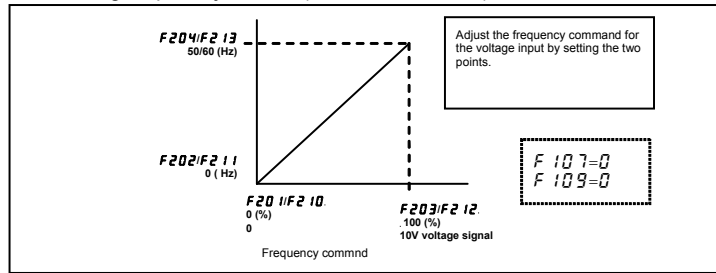 F204/F213
50/60 (Hz)
Adjust the frequency command for
the voltage input by setting the two
points.
F202/F211
0 ( Hz)
F107=0
F109=0
F201/F210.
0 (%)
0
F203/F212.
.100 (%)
10V voltage signal
Frequency commnd